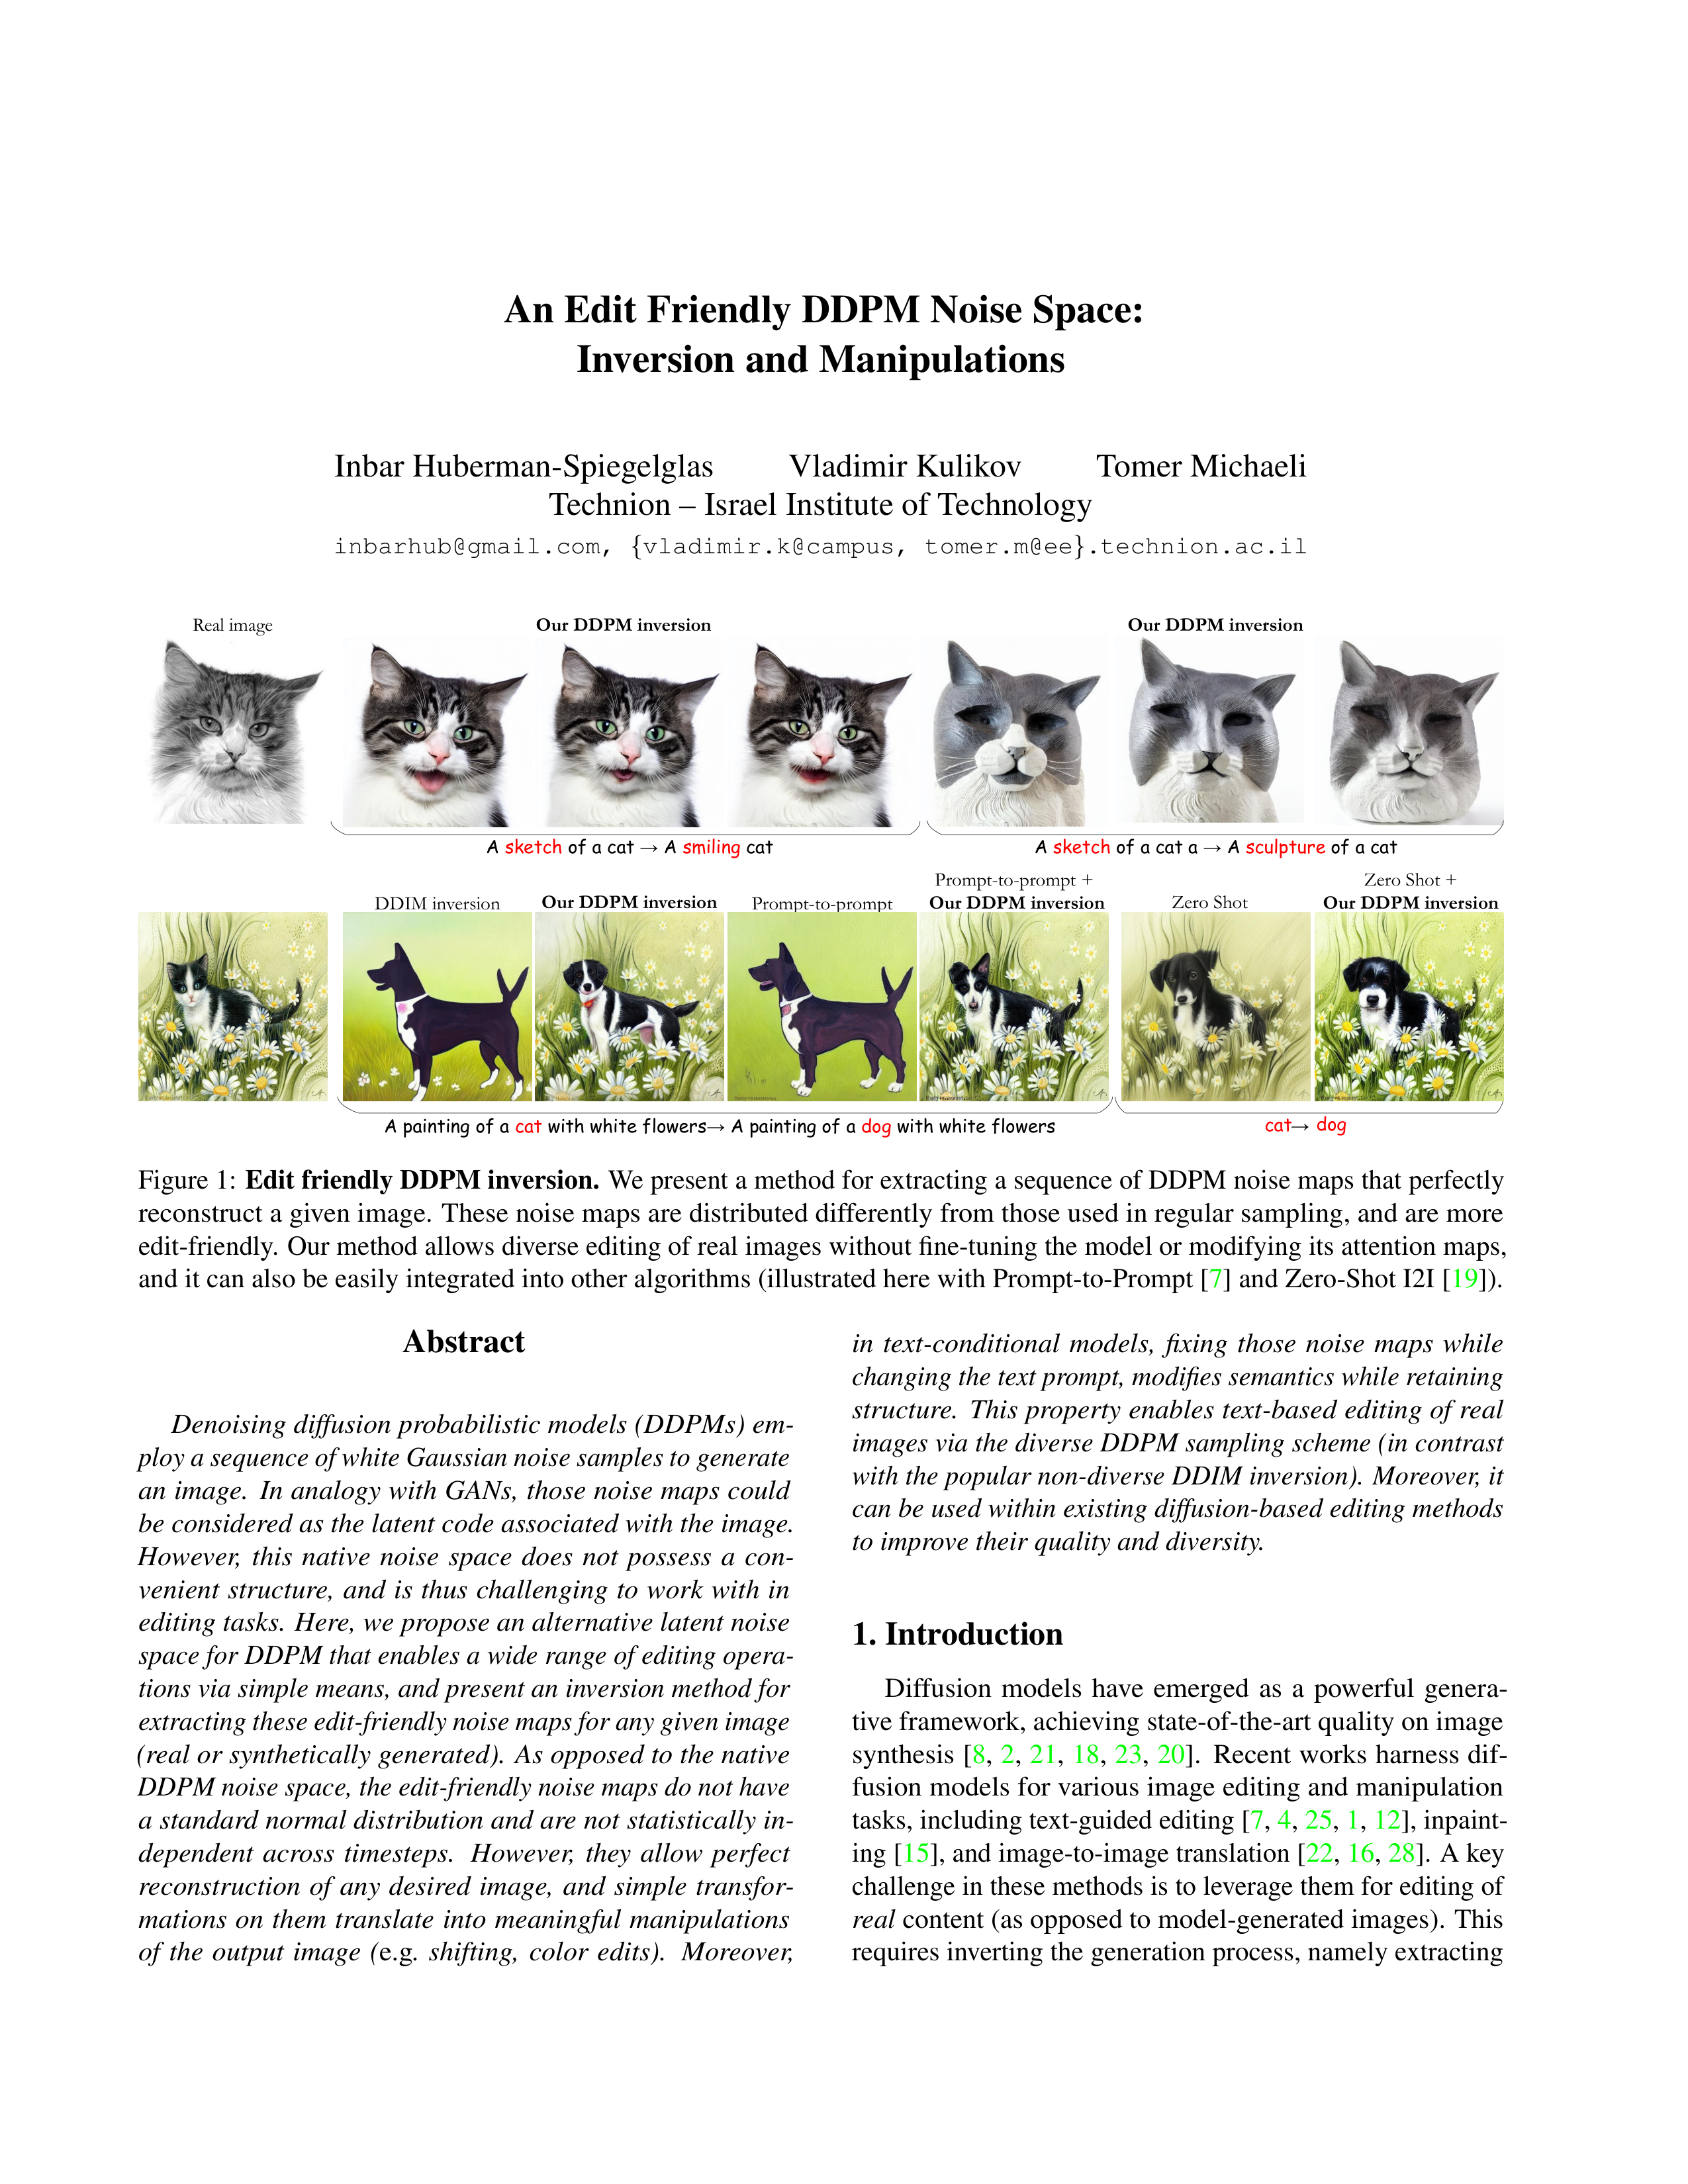 An Edit Friendly DDPM Noise Space:
Inversion and Manipulations
Inbar Huberman-Spiegelglas Vladimir Kulikov Tomer Michaeli
Technion – Israel Institute of Technology
inbarhub@gmail.com, {vladimir.k@campus, tomer.m@ee}.technion.ac.il
Real image
Our DDPM inversion
Our DDPM inversion
A sketch of a cat → A smiling cat
A sketch of a cat a → A sculpture of a cat
DDIM inversion
Our DDPM inversion
Prompt-to-prompt
Prompt-to-prompt +
Our DDPM inversion
Zero Shot
Zero Shot +
Our DDPM inversion
A painting of a cat with white flowers→ A painting of a dog with white flowers
cat→ dog
Figure 1: Edit friendly DDPM inversion. We present a method for extracting a sequence of DDPM noise maps that perfectly
reconstruct a given image. These noise maps are distributed differently from those used in regular sampling, and are more
edit-friendly. Our method allows diverse editing of real images without fine-tuning the model or modifying its attention maps,
and it can also be easily integrated into other algorithms (illustrated here with Prompt-to-Prompt [7] and Zero-Shot I2I [19]).
Abstract
Denoising diffusion probabilistic models (DDPMs) em-
ploy a sequence of white Gaussian noise samples to generate
an image. In analogy with GANs, those noise maps could
be considered as the latent code associated with the image.
However, this native noise space does not possess a con-
venient structure, and is thus challenging to work with in
editing tasks. Here, we propose an alternative latent noise
space for DDPM that enables a wide range of editing opera-
tions via simple means, and present an inversion method for
extracting these edit-friendly noise maps for any given image
(real or synthetically generated). As opposed to the native
DDPM noise space, the edit-friendly noise maps do not have
a standard normal distribution and are not statistically in-
dependent across timesteps. However, they allow perfect
reconstruction of any desired image, and simple transfor-
mations on them translate into meaningful manipulations
of the output image (e.g. shifting, color edits). Moreover,
in text-conditional models, fixing those noise maps while
changing the text prompt, modifies semantics while retaining
structure. This property enables text-based editing of real
images via the diverse DDPM sampling scheme (in contrast
with the popular non-diverse DDIM inversion). Moreover, it
can be used within existing diffusion-based editing methods
to improve their quality and diversity.
1. Introduction
Diffusion models have emerged as a powerful genera-
tive framework, achieving state-of-the-art quality on image
synthesis [8, 2, 21, 18, 23, 20]. Recent works harness dif-
fusion models for various image editing and manipulation
tasks, including text-guided editing [7, 4, 25, 1, 12], inpaint-
ing [15], and image-to-image translation [22, 16, 28]. A key
challenge in these methods is to leverage them for editing of
real content (as opposed to model-generated images). This
requires inverting the generation process, namely extracting